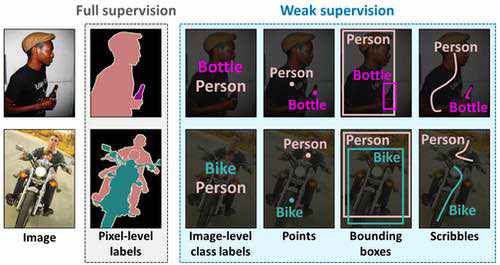 Full supervision
Weak supervision
Bottle
Person
Person
Bottle
Person
Bottle
Person
Bottle
Bike
Person
Person
Bike
Person
Bike
Person
Bike
Image
Pixel-level
labels
Image-level
class labels
Points
Bounding
boxes
Scribbles